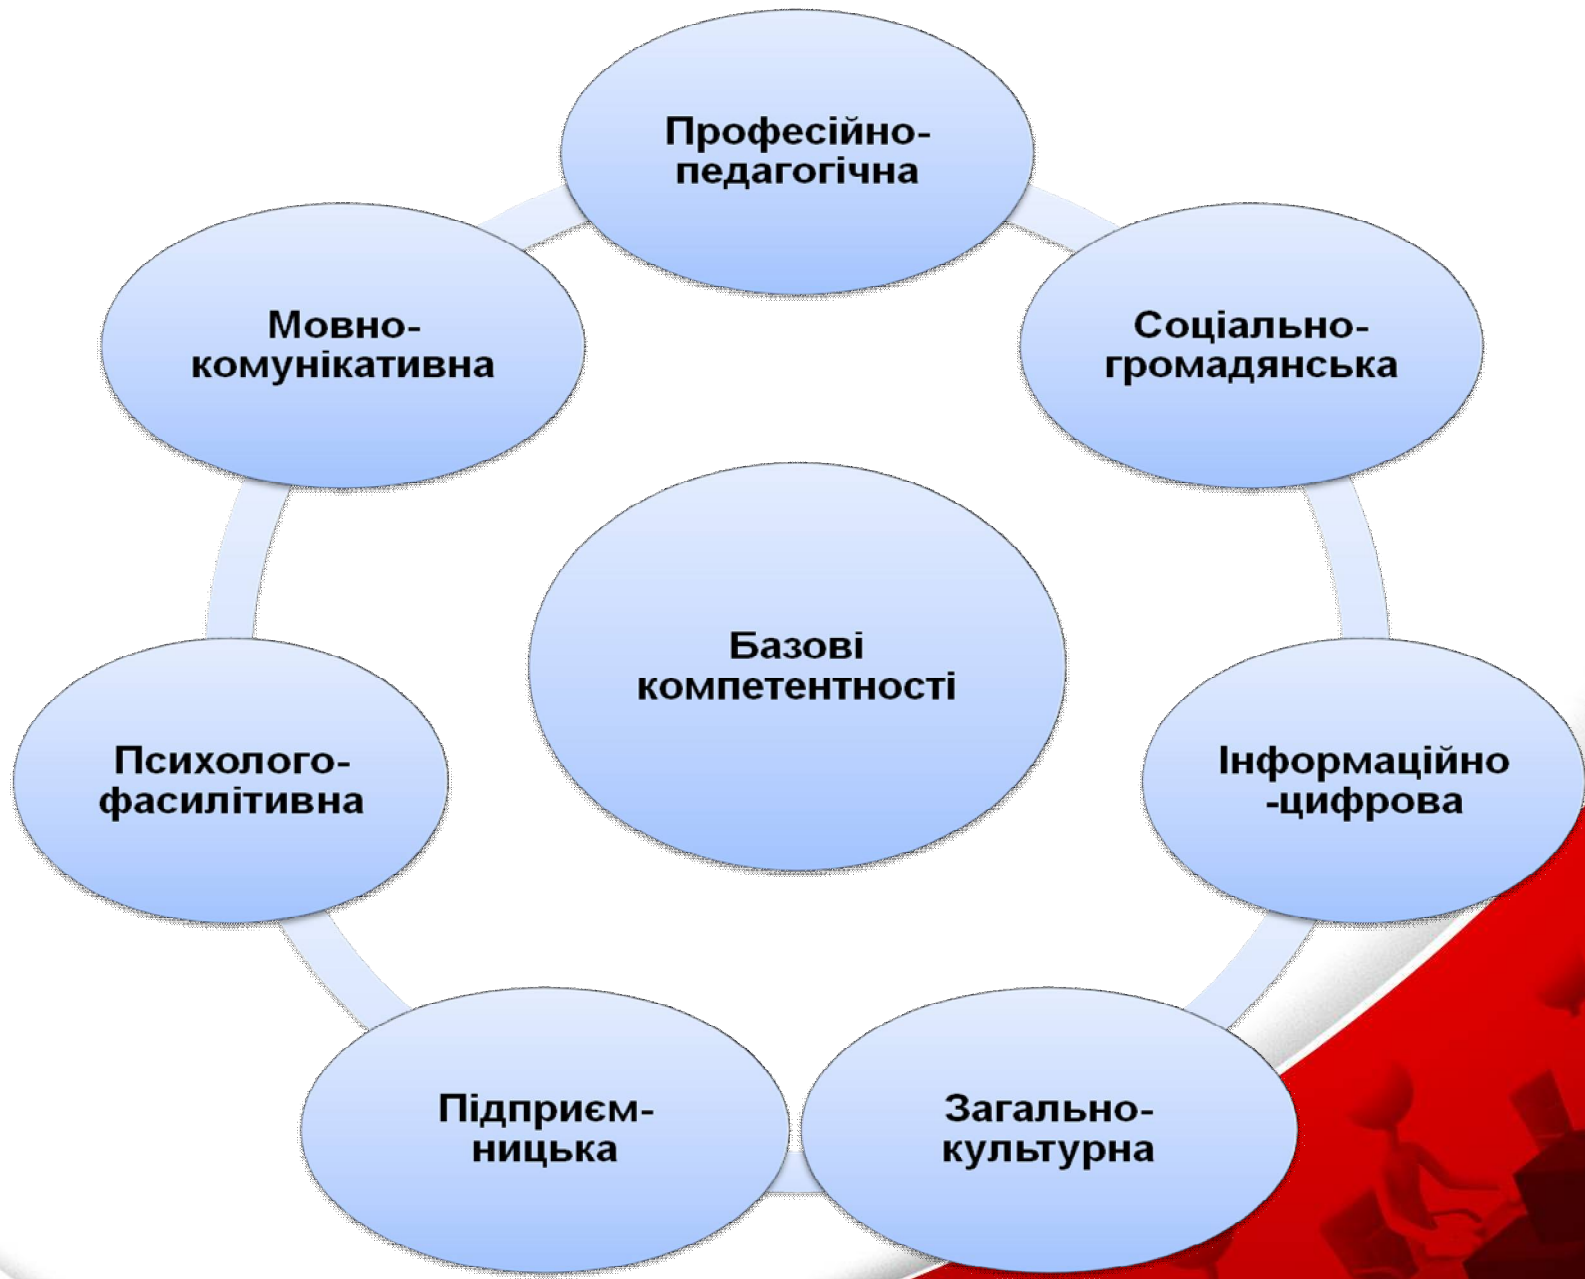 Професійно-
педагогічна
Соціально-
громадянська
Інформаційно
-цифрова
Загально-
культурна
Підприєм-
ницька
Психолого-
фасилітивна
Мовно-
комунікативна
Базові
компетентності